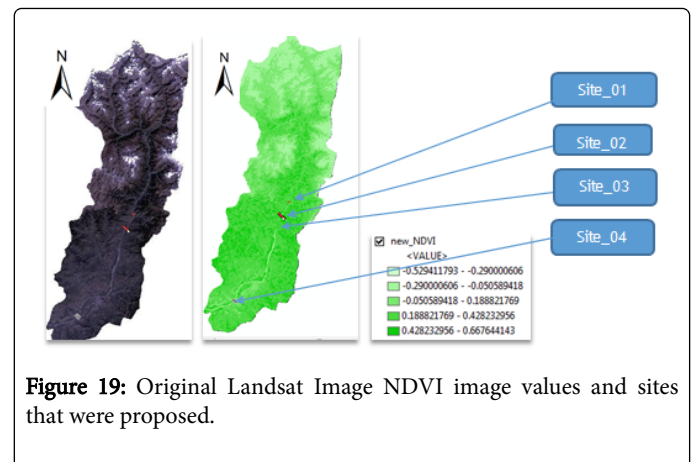 N
N
Site_01
Site_02
Site_03
Site_04
new_NDVI
<VALUE>
-0.529411793 - -0.290000606
-0.290000606 - -0.050589418
-0.050589418 - 0.188821769
0.188821769 - 0.428232956
0.428232956 - 0.667644143
Figure 19: Original Landsat Image NDVI image values and sites
that were proposed.